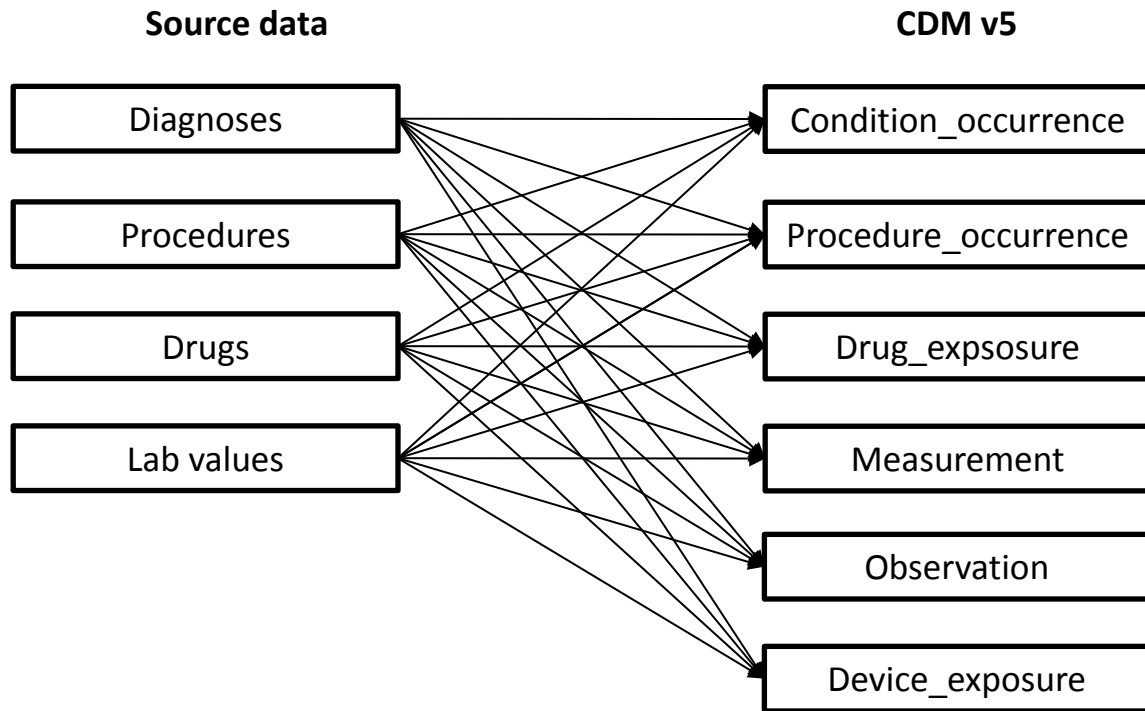 Source data
CDM v5
Diagnoses
Condition_occurrence
Procedures
Procedure_occurrence
Drugs
Drug_expsosure
Lab values
Measurement
Observation
Device_exposure